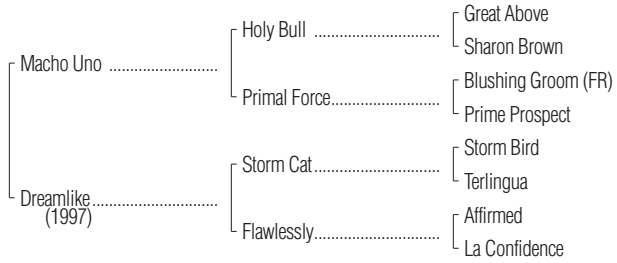 Great Above
Holy Bull ....................
Sharon Brown
Macho Uno ......................
Blushing Groom (FR)
Primal Force......................
Prime Prospect
Storm Bird
Storm Cat.........................
Terlingua
Dreamlike.........................
(1997)
Affirmed
Flawlessly.........................
La Confidence